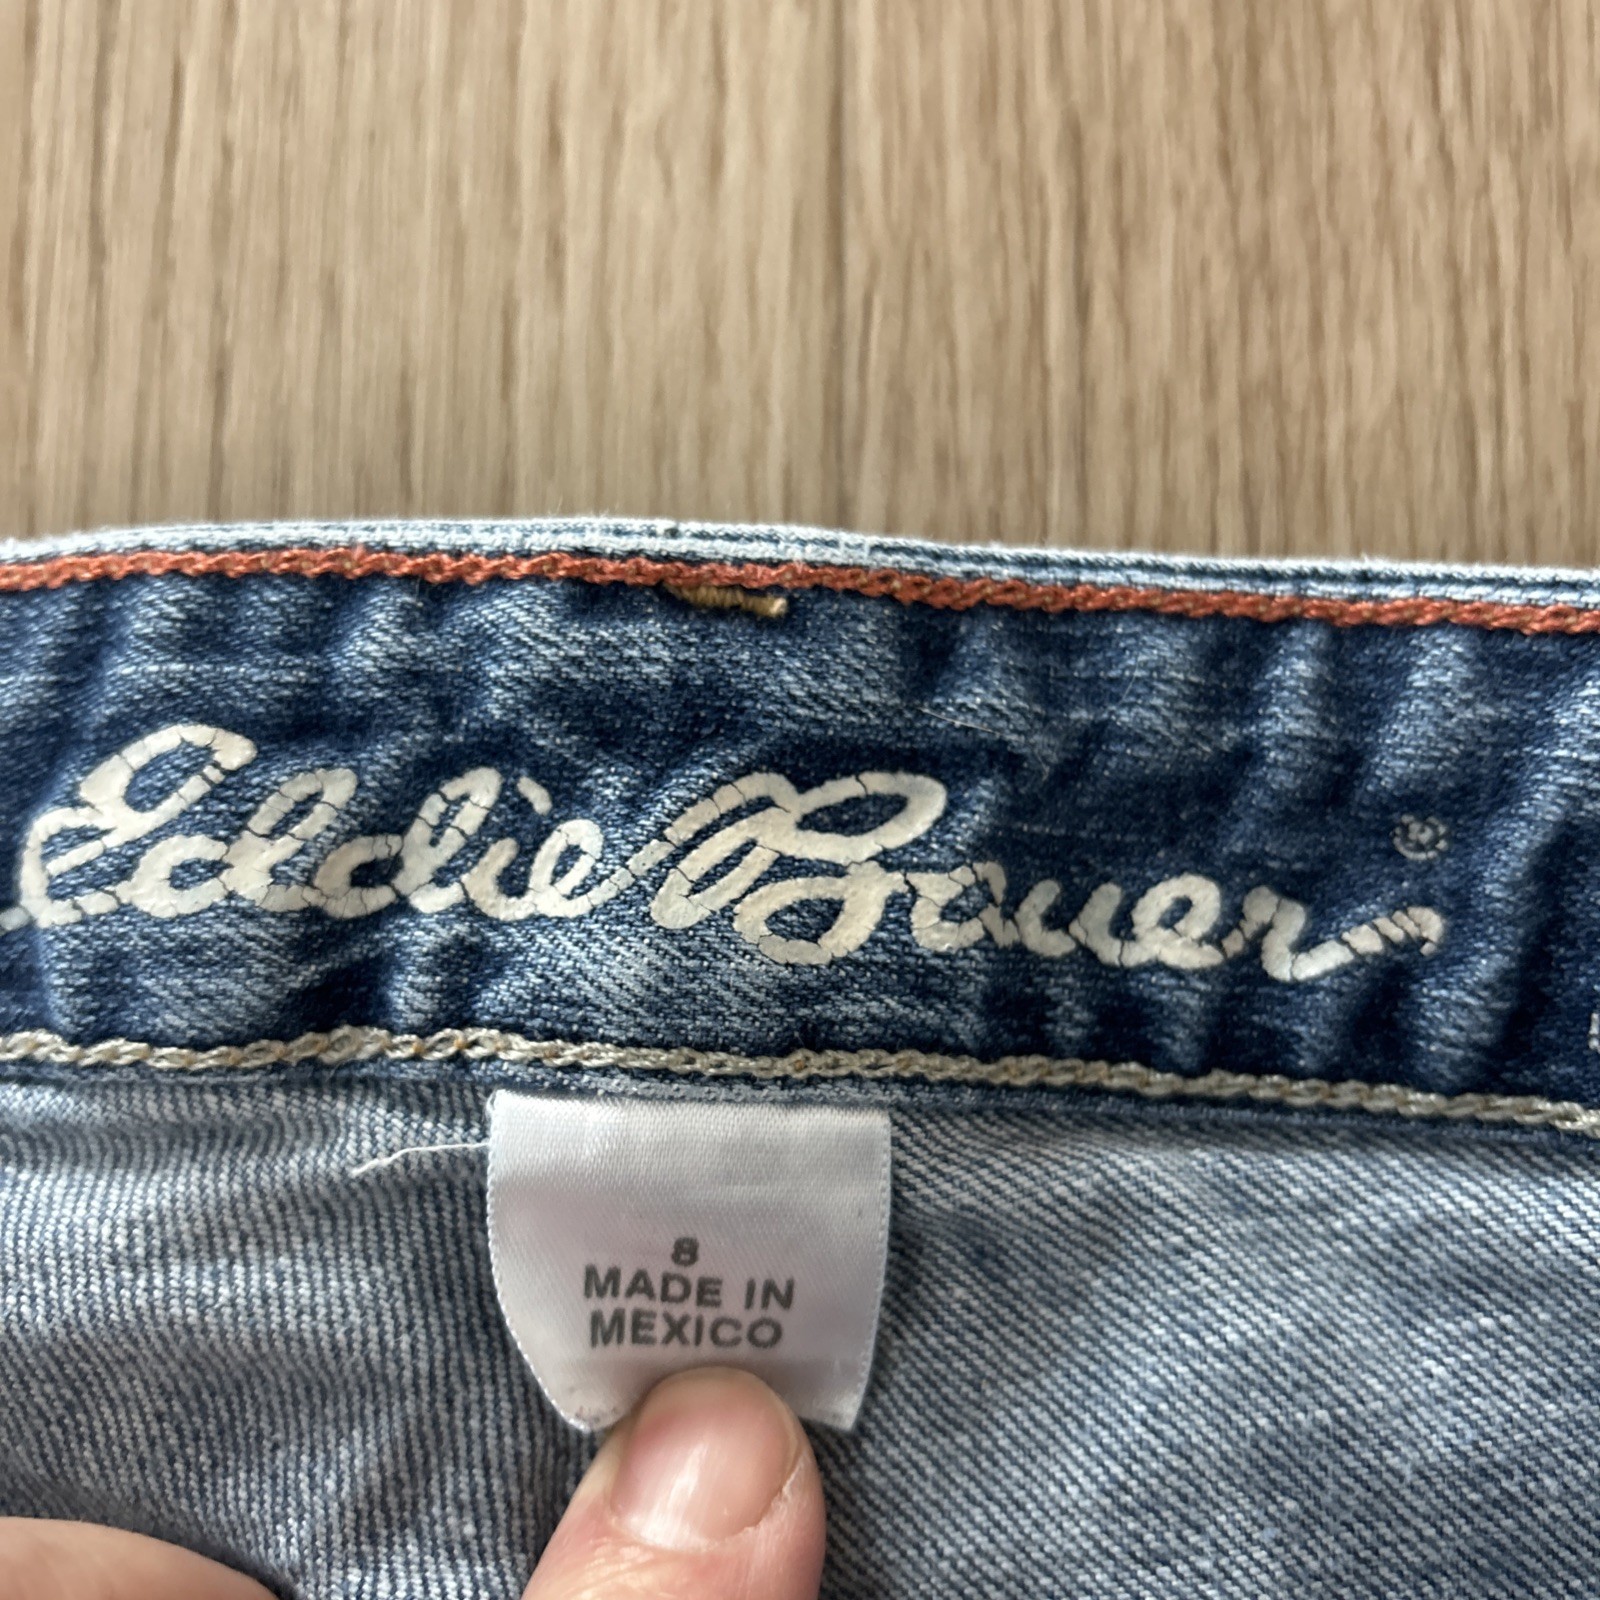 Eddie Bauer ®
8
MADE IN
MEXICO